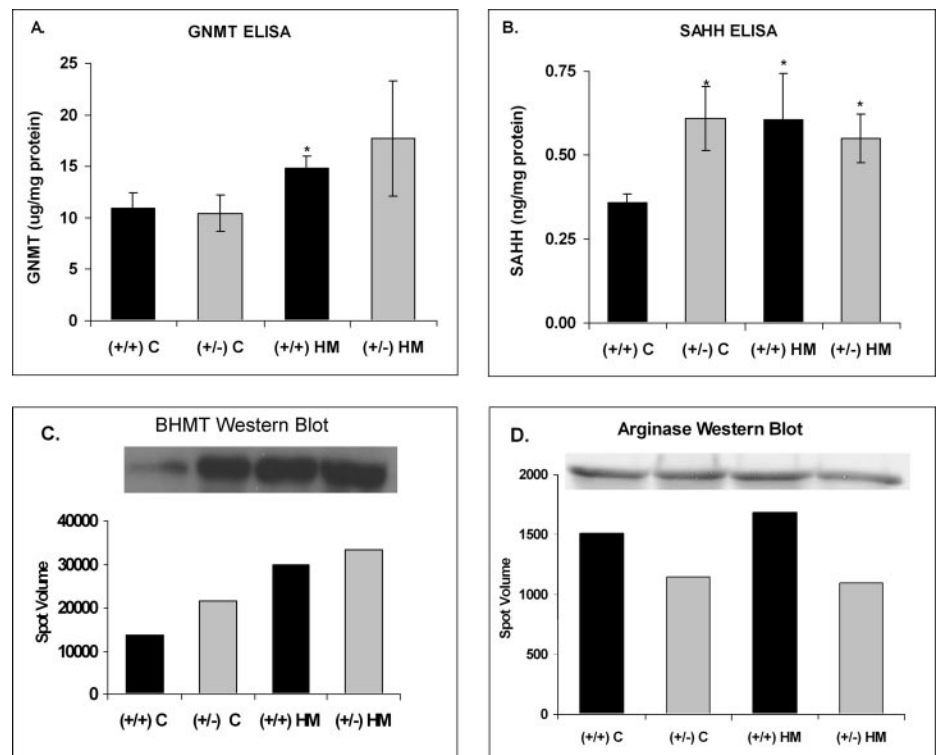 A.
GNMT ELISA
GNMT (ug/mg protein)
25
20
15
10
5
0
*
(+/+) C
(+/-) C
(+/+) HM
(+/-) HM
B.
SAHH ELISA
SAHH (ng/mg protein)
0.75
0.50
0.25
0.00
*
*
*
(+/+) C
(+/-) C
(+/+) HM
(+/-) HM
C.
BHMT Western Blot
Spot Volume
40000
30000
20000
10000
0
(+/+) C
(+/-) C
(+/+) HM
(+/-) HM
D.
Arginase Western Blot
Spot Volume
2000
1500
1000
500
0
(+/+) C
(+/-) C
(+/+) HM
(+/-) HM